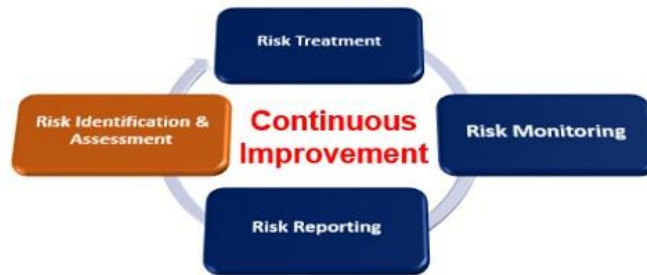 Risk Treatment
Risk Identification &
Assessment
Continuous
Improvement
Risk Monitoring
Risk Reporting